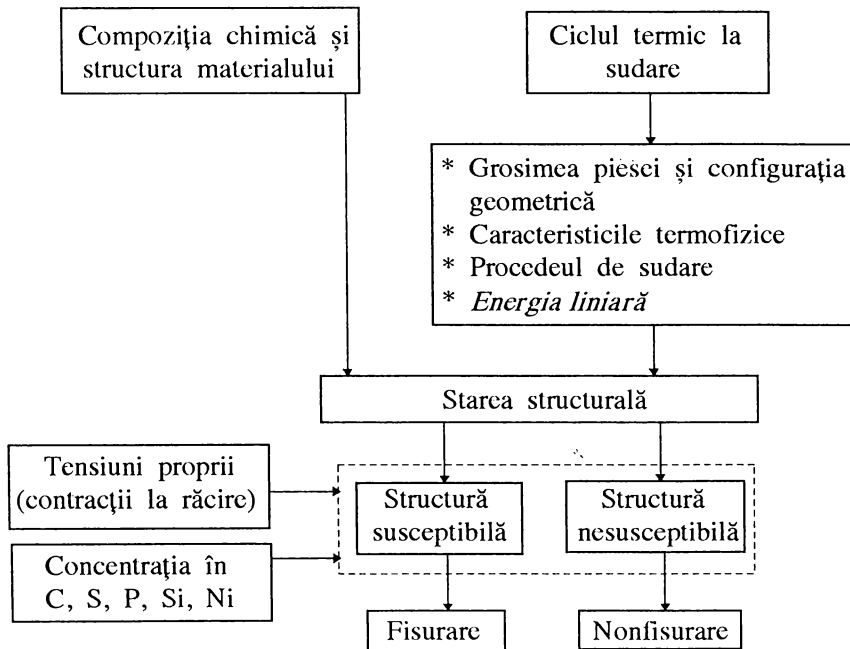 Compoziţia chimică şi
structura materialului
Ciclul termic la
sudare
* Grosimea piesei şi configuraţia
geometrică
* Caracteristicile termofizice
* Procedeul de sudare
* Energia liniară
Starea structurală
Tensiuni proprii
(contracţii la răcire)
Structură
susceptibilă
Structură
nesusceptibilă
Concentraţia în
C, S, P, Si, Ni
Fisurare
Nonfisurare